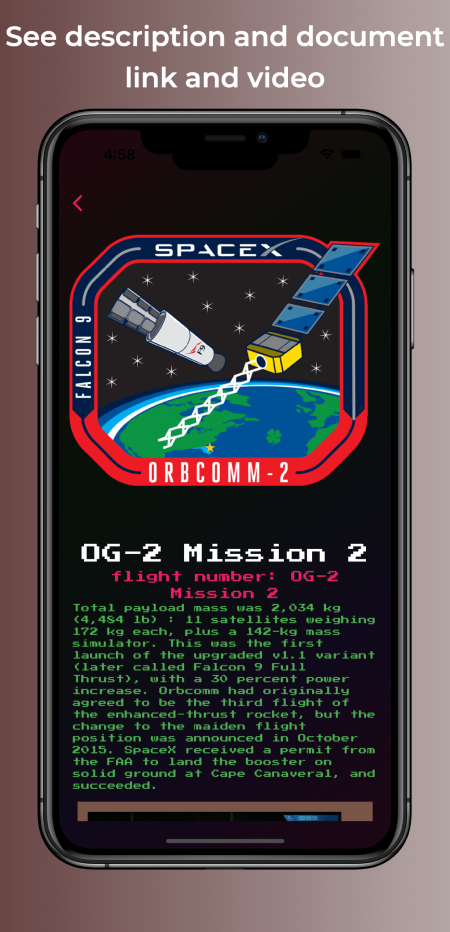 See description and document
link and video
4:58
SPACEX
FALCON 9
F9
ORBCOMM-2
OG-2 Mission 2
flight number: OG-2
Mission 2
Total payload mass was 2,034 kg
(4,484 lb) : 11 satellites weighing
172 kg each, plus a 142-kg mass
simulator. This was the first
launch of the upgraded v1.1 variant
(later called Falcon 9 Full
Thrust), with a 30 percent power
increase. Orbcomm had originally
agreed to be the third flight of
the enhanced-thrust rocket, but the
change to the maiden flight
position was announced in October
2015. SpaceX received a permit from
the FAA to land the booster on
solid ground at Cape Canaveral, and
succeeded.